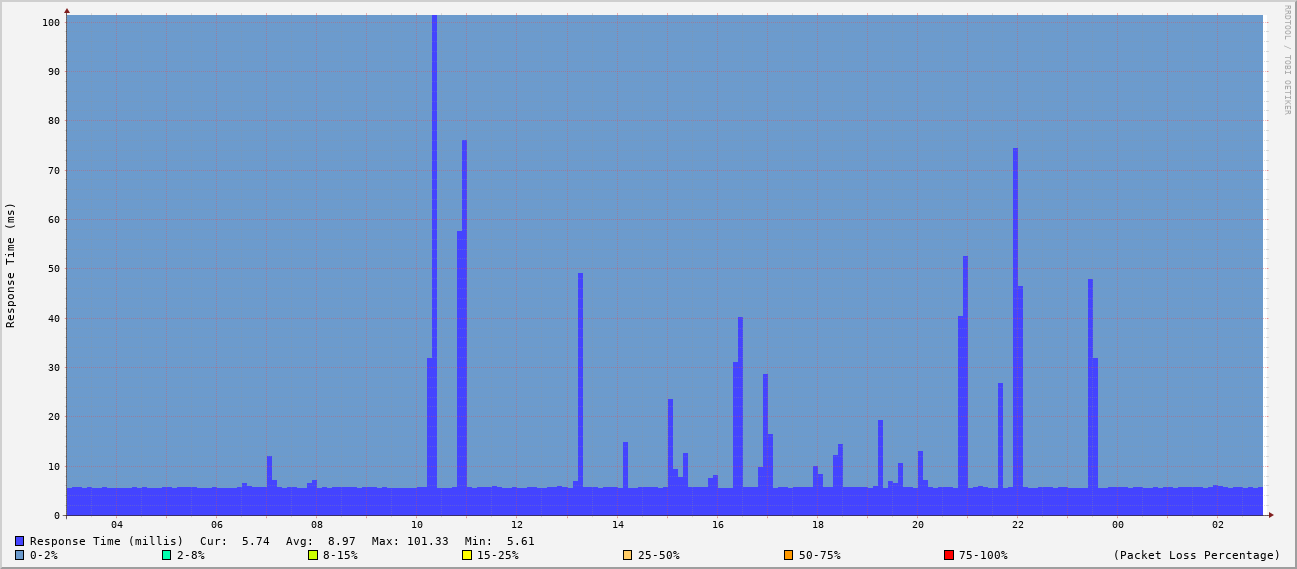 RRDTOOL / TOBI OETIKER
Response Time (ms)
100
90
80
70
60
50
40
30
20
10
0
04 06 08 10 12 14 16 18 20 22 00 02
Response Time (millis) Cur: 5.74 Avg: 8.97 Max: 101.33 Min: 5.61
0-2% 2-8% 8-15% 15-25% 25-50% 50-75% 75-100% (Packet Loss Percentage)